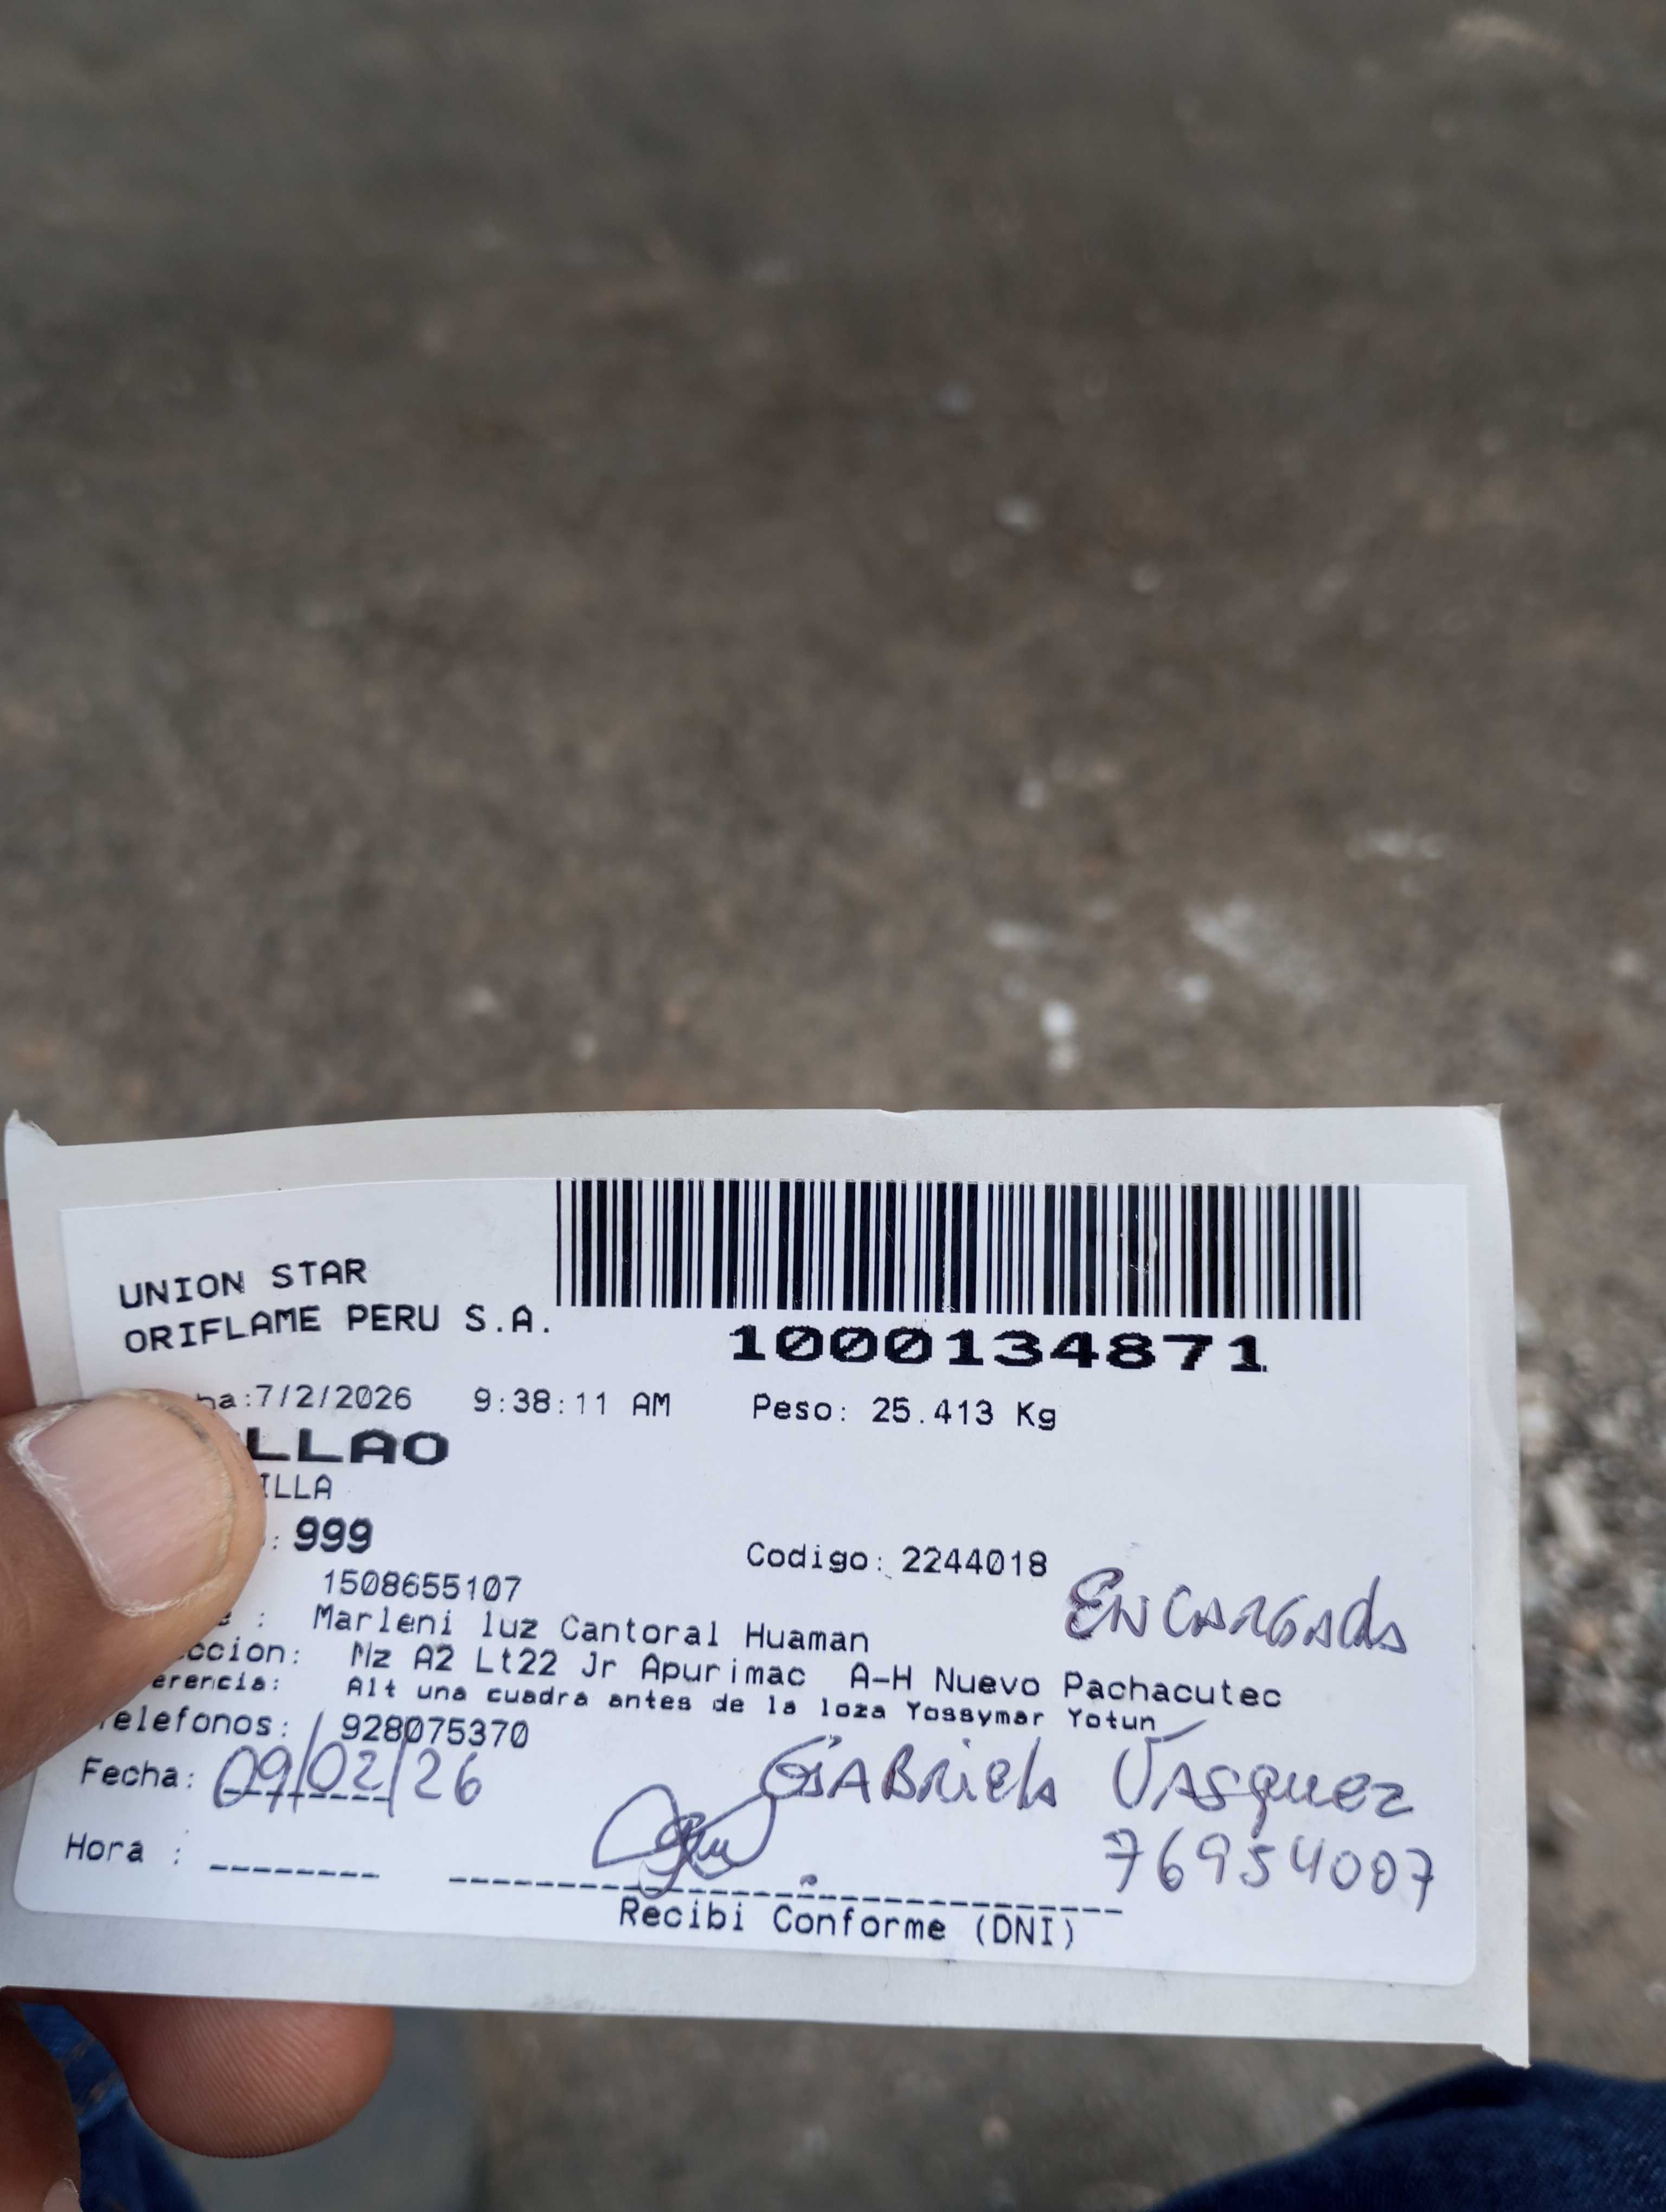 UNION STAR
ORIFLAME PERU S.A.
1000134871
ha:7/2/2026 9:38:11 AM Peso: 25.413 Kg
LLAO
ILLA
: 999
Codigo: 2244018
1508655107
ENCARGAda
e : Marleni luz Cantoral Huaman
ccion: Mz A2 Lt22 Jr Apurimac A-H Nuevo Pachacutec
erencia: Alt una cuadra antes de la loza Yossymar Yotun
Telefonos: 928075370
Fecha: 09/02/26
GABRiela VASquez
76954007
Hora :
Recibi Conforme (DNI)